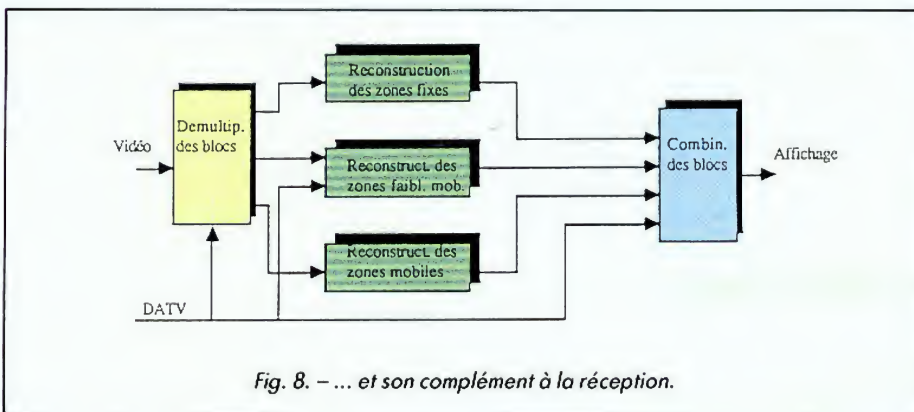 Reconstruction
des zones fixes
Demultip.
des blocs
Vidéo
Reconstruct. des
zones faibl. mob.
Combin.
des blocs
Affichage
Reconstruct. des
zones mobiles
DATV
Fig. 8. – ... et son complément à la réception.